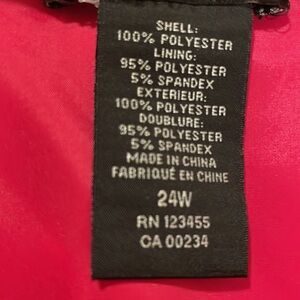 SHELL:
100% POLYESTER
LINING:
95% POLYESTER
5% SPANDEX
EXTERIEUR:
100% POLYESTER
DOUBLURE:
95% POLYESTER
5% SPANDEX
MADE IN CHINA
FABRIQUÉ EN CHINE
24W
RN 123455
CA 00234